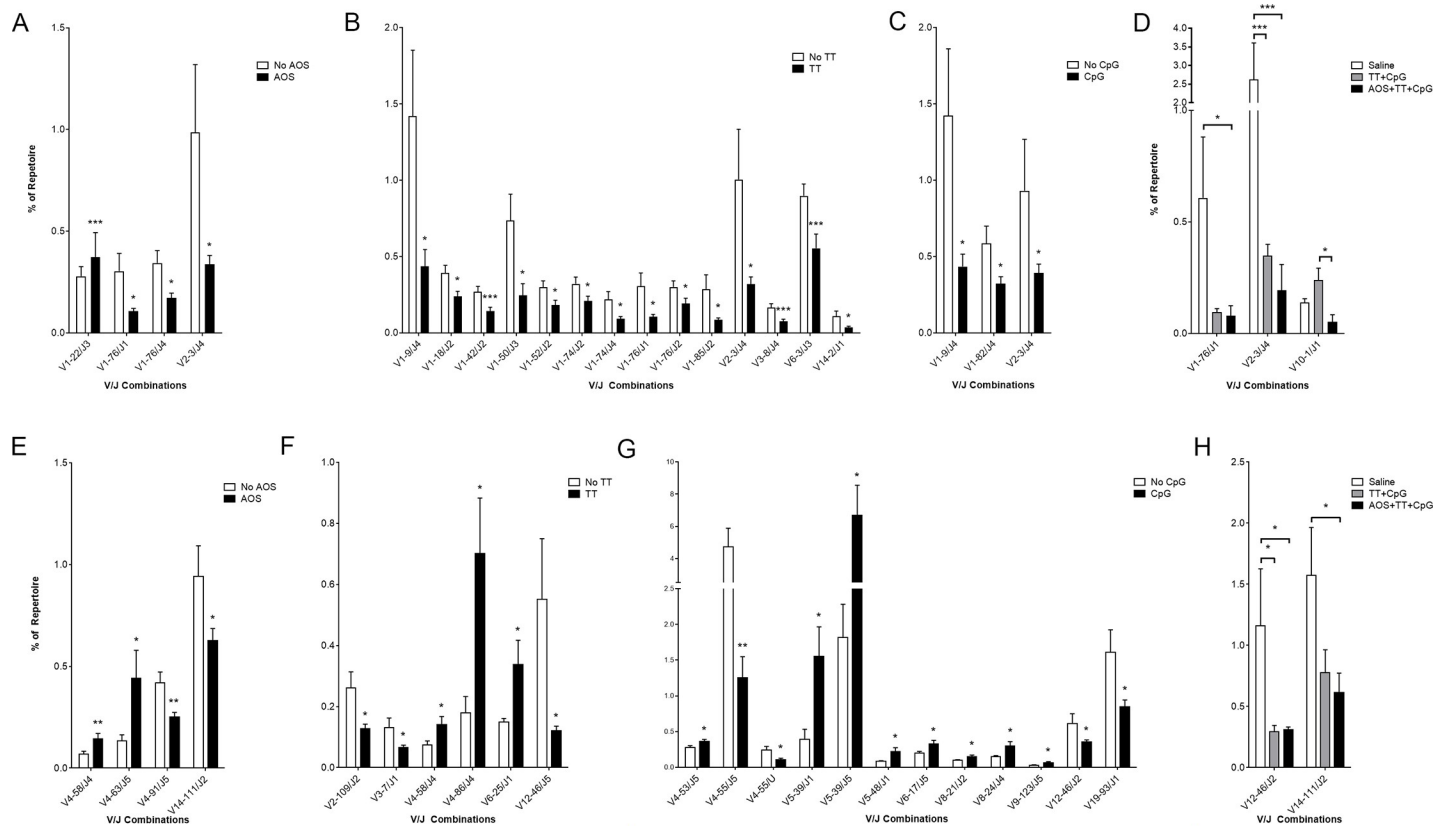 A
1.5
1.0
0.5
0.0
% of Repertoire
No AOS
AOS
***
*
*
*
V1-22/J3
V1-76/J1
V1-76/J4
V2-3/J4
V/J Combinations
B
2.0
1.5
1.0
0.5
0.0
No TT
TT
*
*
***
*
*
*
*
*
*
*
*
***
***
*
V1-9/J4
V1-18/J2
V1-42/J2
V1-50/J3
V1-52/J2
V1-74/J2
V1-74/J4
V1-76/J1
V1-76/J2
V1-85/J2
V2-3/J4
V3-8/J4
V6-3/J3
V14-2/J1
V/J Combinations
C
2.0
1.5
1.0
0.5
0.0
No CpG
CpG
*
*
*
V1-9/J4
V1-82/J4
V2-3/J4
V/J Combinations
D
4.0
3.5
3.0
2.5
2.0
1.0
0.5
0.0
% of Repertoire
Saline
TT+CpG
AOS+TT+CpG
*
***
***
*
V1-76/J1
V2-3/J4
V10-1/J1
V/J Combinations
E
1.5
1.0
0.5
0.0
% of Repertoire
No AOS
AOS
**
*
**
*
V4-58/J4
V4-63/J5
V4-91/J5
V14-111/J2
V/J Combinations
F
1.0
0.8
0.6
0.4
0.2
0.0
No TT
TT
*
*
*
*
*
*
V2-109/J2
V3-7/J1
V4-58/J4
V4-86/J4
V6-25/J1
V12-46/J5
V/J Combinations
G
10
8
6
4
2.5
2.0
1.5
1.0
0.5
0.0
No CpG
CpG
*
**
*
*
*
*
*
*
*
*
*
*
V4-53/J5
V4-55/J5
V4-55/U
V5-39/J1
V5-39/J5
V5-48/J1
V6-17/J5
V8-21/J2
V8-24/J4
V9-123/J5
V12-46/J2
V19-93/J1
V/J Combinations
H
2.5
2.0
1.5
1.0
0.5
0.0
Saline
TT+CpG
AOS+TT+CpG
*
*
*
V12-46/J2
V14-111/J2
V/J Combinations